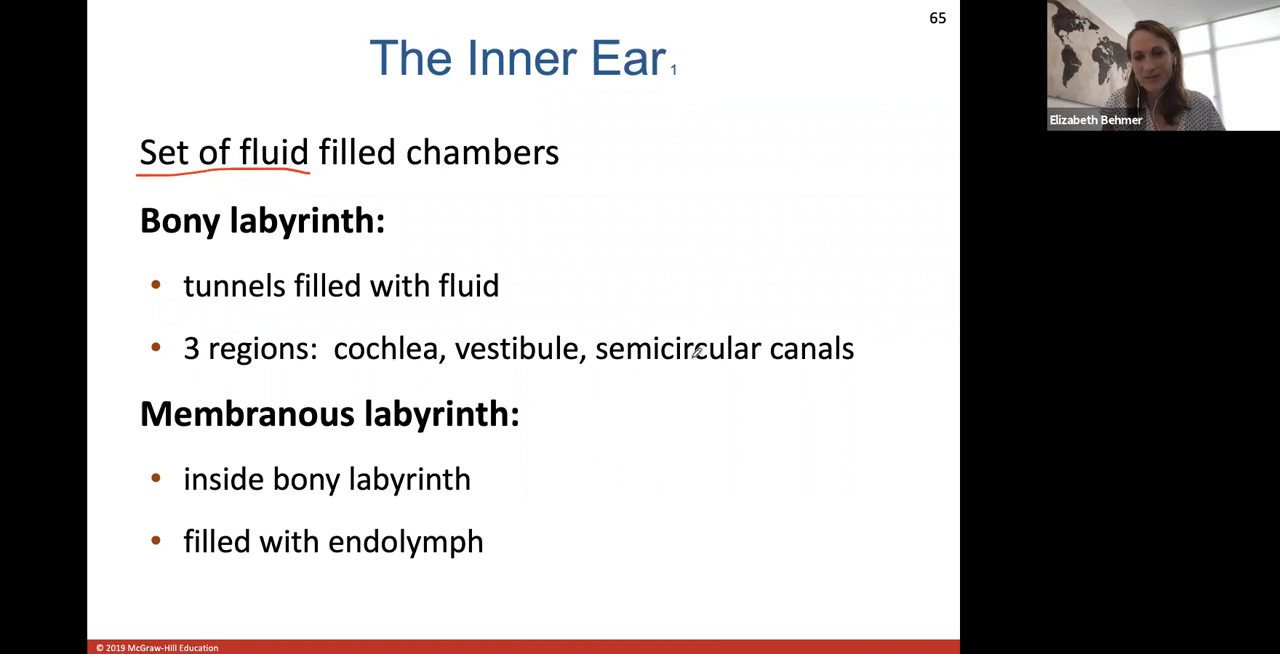 65
The Inner Ear 1
Elizabeth Behmer
Set of fluid filled chambers
Bony labyrinth:
• tunnels filled with fluid
• 3 regions: cochlea, vestibule, semicircular canals
Membranous labyrinth:
• inside bony labyrinth
• filled with endolymph
© 2019 McGraw-Hill Education